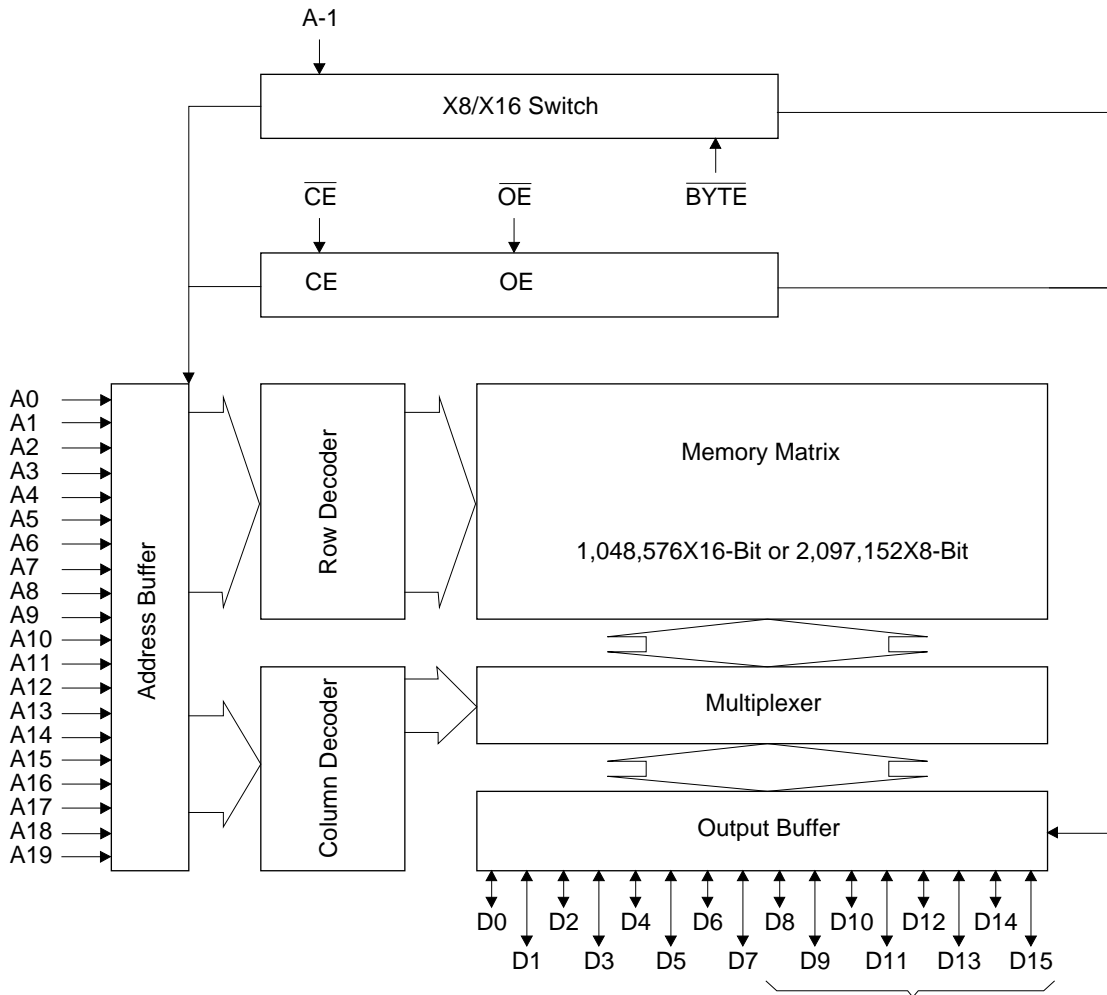 A-1
X8/X16 Switch
CE
OE
BYTE
CE
OE
A0
A1
A2
A3
A4
A5
A6
A7
A8
A9
A10
A11
A12
A13
A14
A15
A16
A17
A18
A19
Address Buffer
Row Decoder
Column Decoder
Memory Matrix
1,048,576X16-Bit or 2,097,152X8-Bit
Multiplexer
Output Buffer
D0
D2
D4
D6
D8
D10
D12
D14
D1
D3
D5
D7
D9
D11
D13
D15